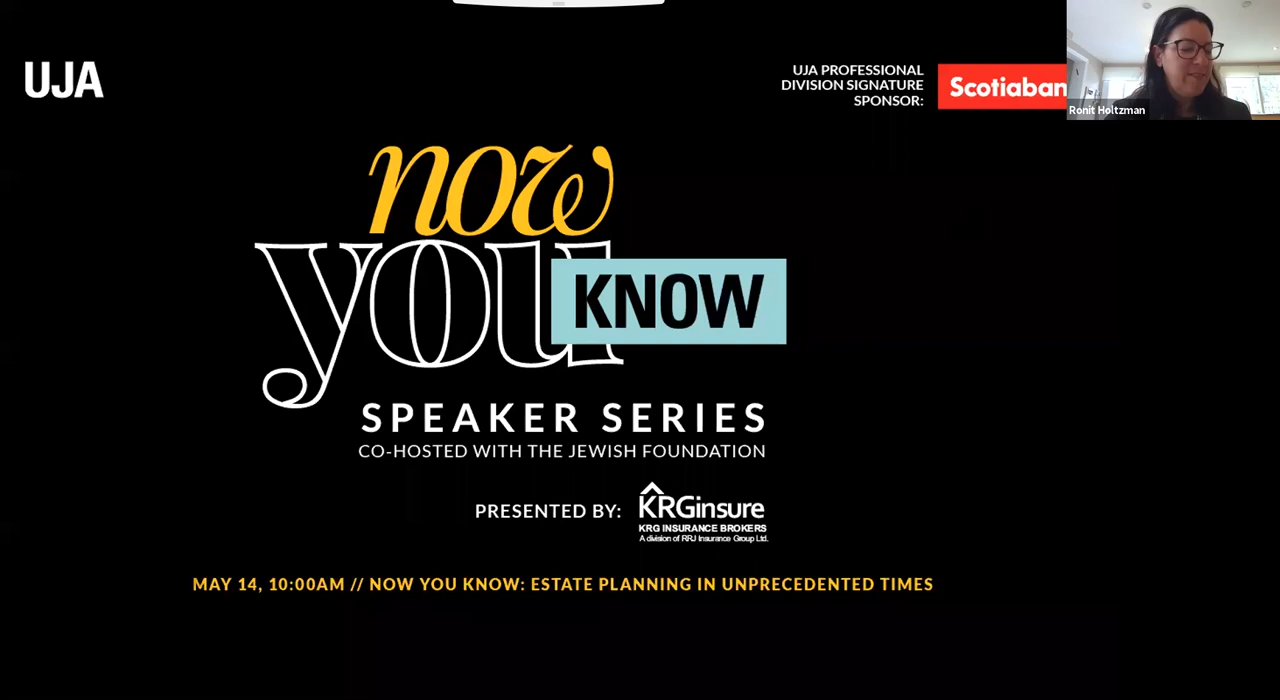 UJA
UJA PROFESSIONAL
DIVISION SIGNATURE
SPONSOR:
Scotiaban
Ronit Holtzman
now
you
KNOW
SPEAKER SERIES
CO-HOSTED WITH THE JEWISH FOUNDATION
PRESENTED BY:
KRGinsure
KRG INSURANCE BROKERS
A division of RRJ Insurance Group Ltd.
MAY 14, 10:00AM // NOW YOU KNOW: ESTATE PLANNING IN UNPRECEDENTED TIMES